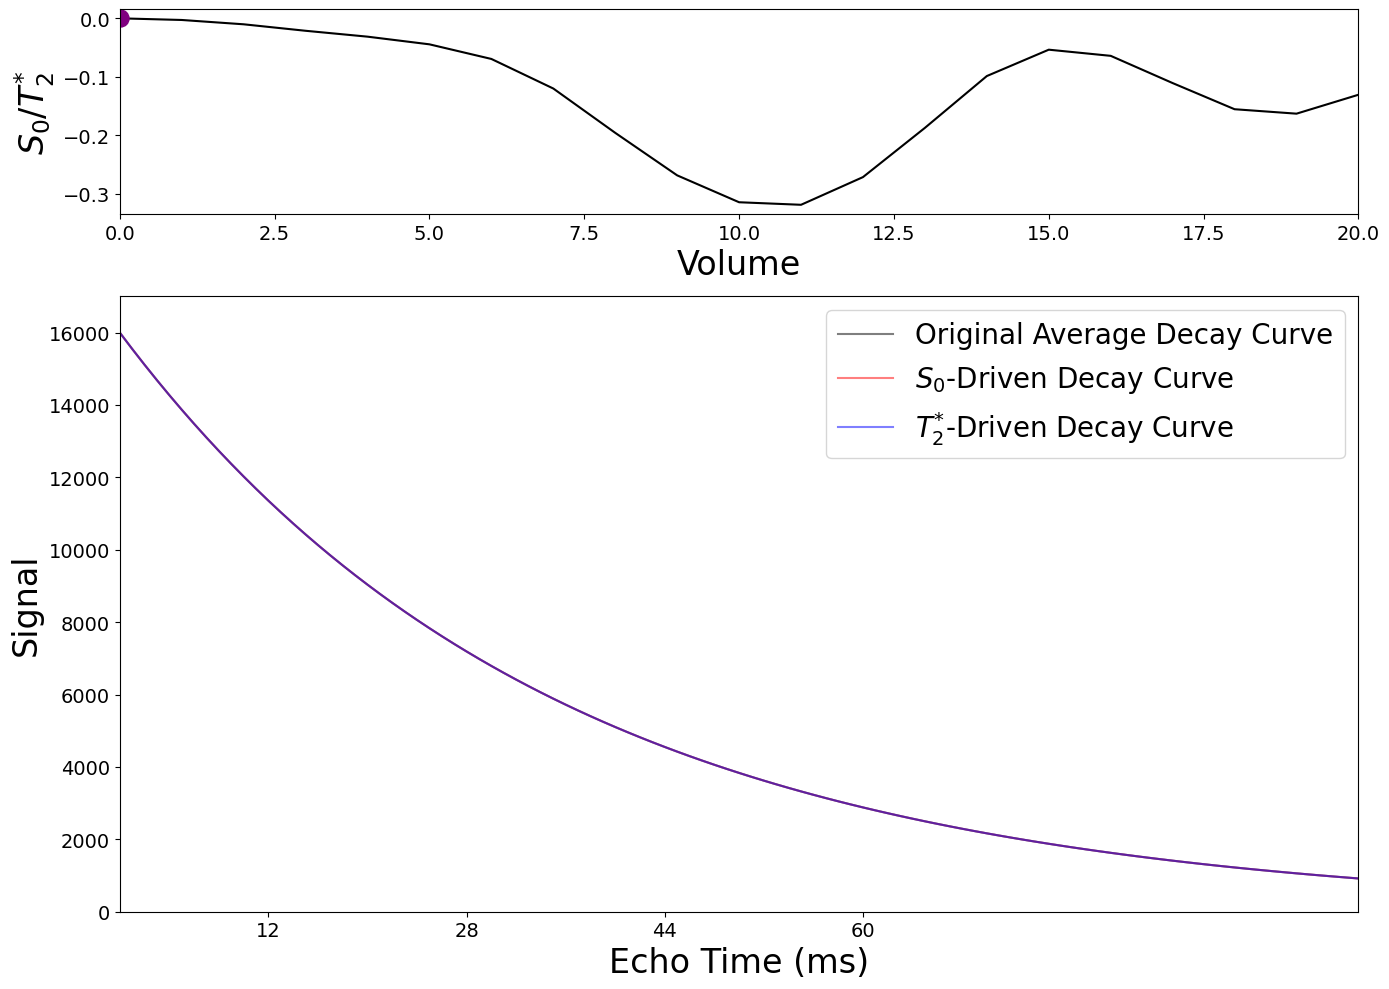 S₀/T₂*
0.0
−0.1
−0.2
−0.3
0.0 2.5 5.0 7.5 10.0 12.5 15.0 17.5 20.0
Volume
Original Average Decay Curve
S₀-Driven Decay Curve
T₂*-Driven Decay Curve
Signal
16000
14000
12000
10000
8000
6000
4000
2000
0
12 28 44 60
Echo Time (ms)